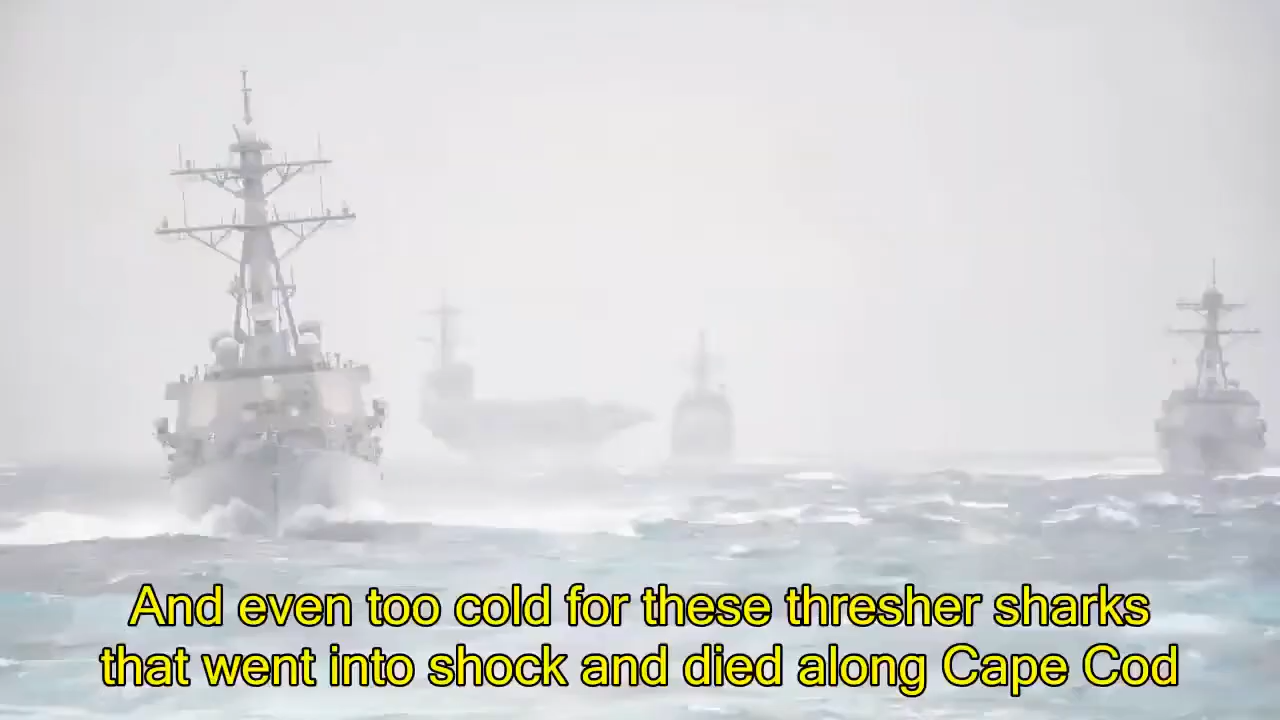 And even too cold for these thresher sharks
that went into shock and died along Cape Cod